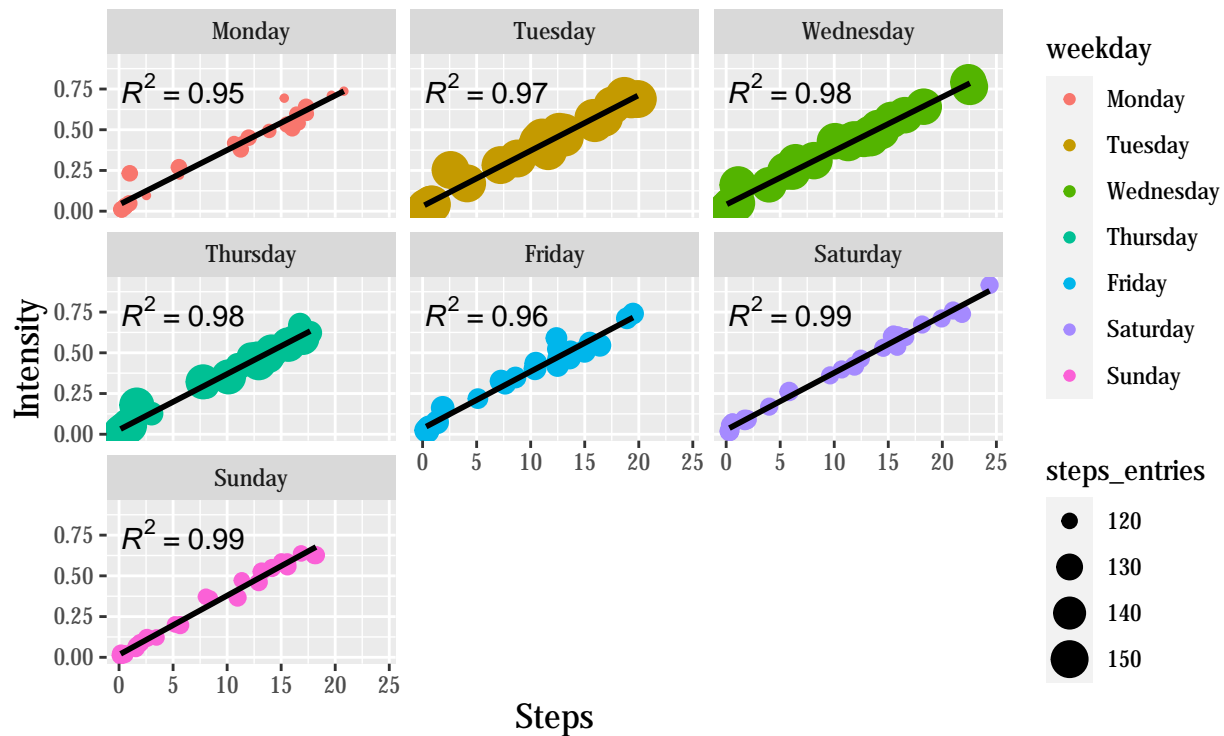 Monday
Tuesday
Wednesday
R² = 0.95
R² = 0.97
R² = 0.98
0.75
0.50
0.25
0.00
Thursday
Friday
Saturday
R² = 0.98
R² = 0.96
R² = 0.99
0.75
0.50
0.25
0.00
0 5 10 15 20 25
0 5 10 15 20 25
Sunday
R² = 0.99
0.75
0.50
0.25
0.00
0 5 10 15 20 25
Intensity
Steps
weekday
Monday
Tuesday
Wednesday
Thursday
Friday
Saturday
Sunday
steps_entries
120
130
140
150